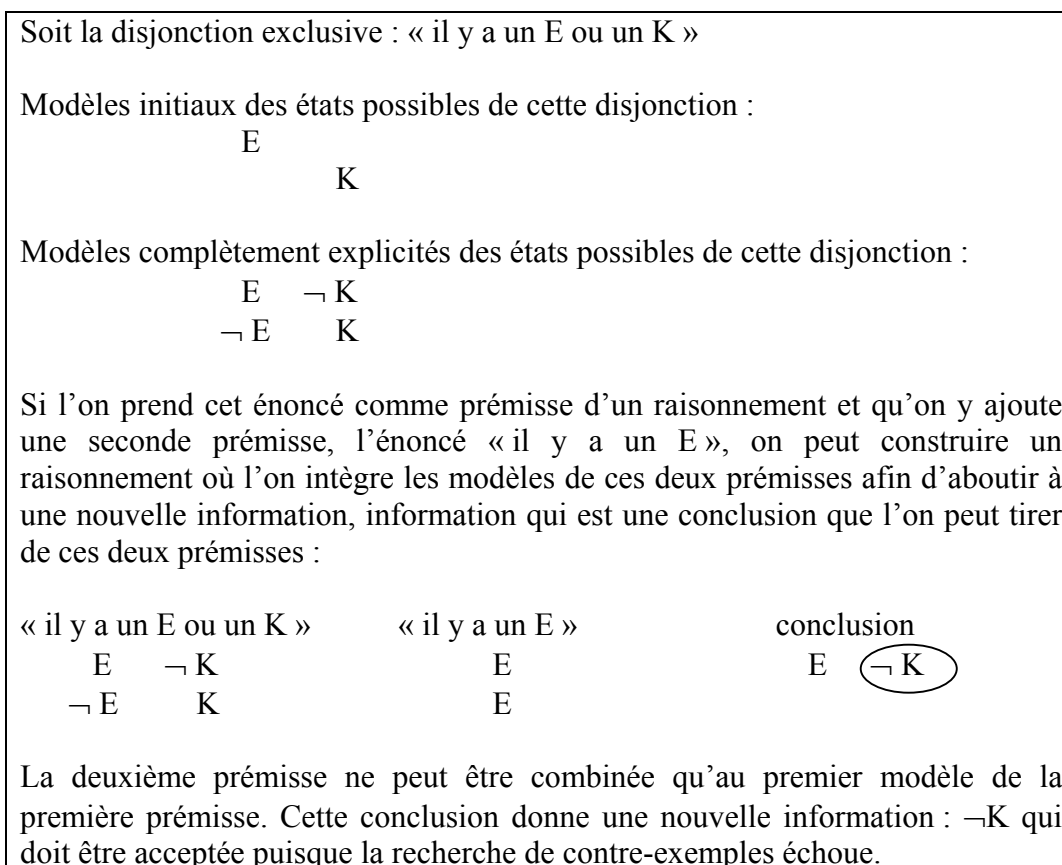 Soit la disjonction exclusive : « il y a un E ou un K »
Modèles initiaux des états possibles de cette disjonction :
E
K
Modèles complètement explicités des états possibles de cette disjonction :
E ¬ K
¬ E K
Si l’on prend cet énoncé comme prémisse d’un raisonnement et qu’on y ajoute
une seconde prémisse, l’énoncé « il y a un E », on peut construire un
raisonnement où l’on intègre les modèles de ces deux prémisses afin d’aboutir à
une nouvelle information, information qui est une conclusion que l’on peut tirer
de ces deux prémisses :
« il y a un E ou un K » « il y a un E » conclusion
E ¬ K E E ¬ K
¬ E K E
La deuxième prémisse ne peut être combinée qu’au premier modèle de la
première prémisse. Cette conclusion donne une nouvelle information : ¬K qui
doit être acceptée puisque la recherche de contre-exemples échoue.